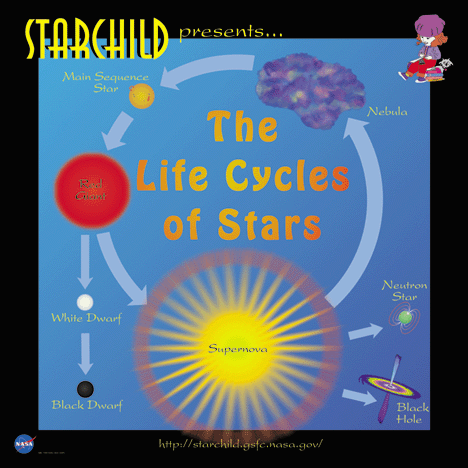 STARCHILD presents...
Main Sequence
Star
Nebula
The
Life Cycles
of Stars
Red
Giant
Neutron
Star
White Dwarf
Supernova
Black Dwarf
Black
Hole
NASA
http://starchild.gsfc.nasa.gov/